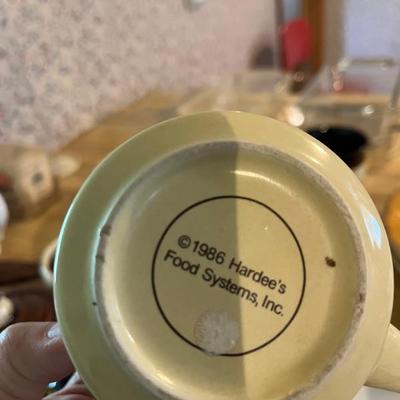 ©1986 Hardee's
Food Systems, Inc.